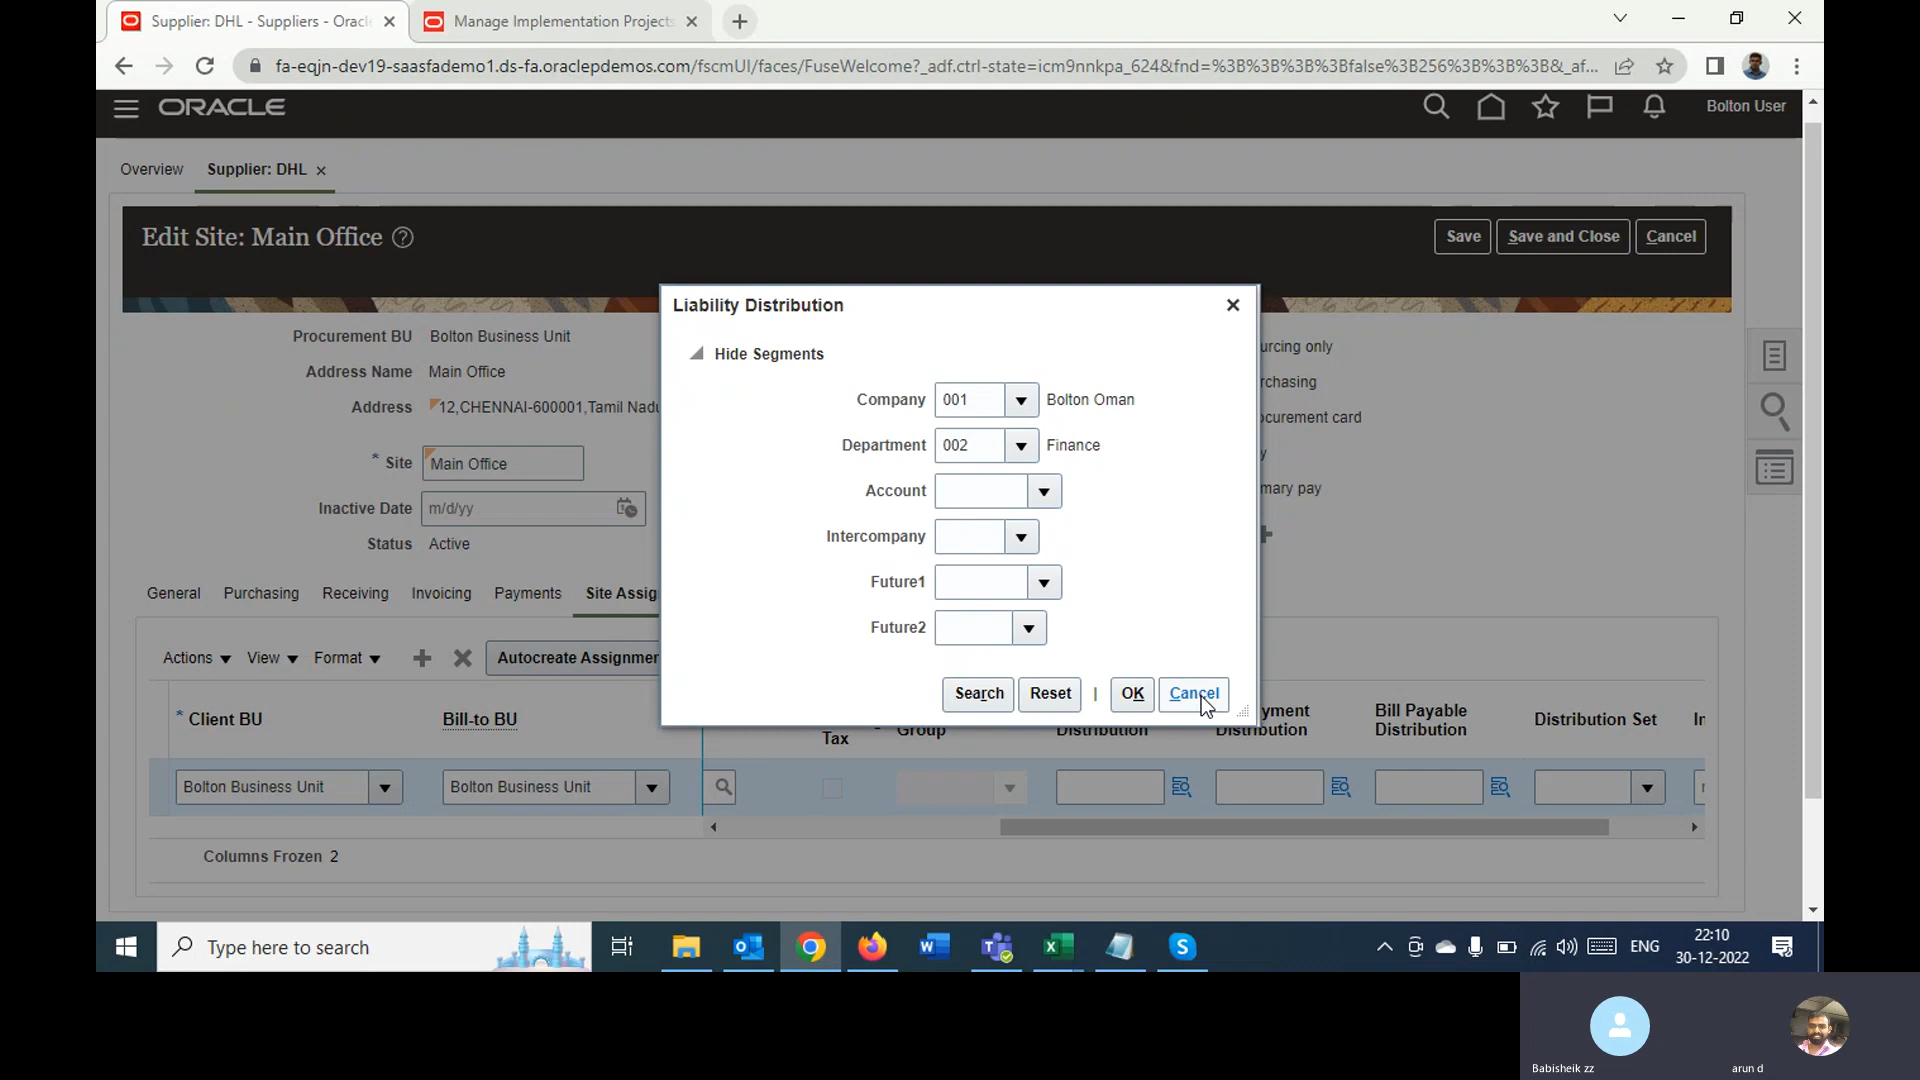 Supplier: DHL - Suppliers - Oracle
Manage Implementation Projects
fa-eqjn-dev19-saasfademo1.ds-fa.oraclepdemos.com/fscmUI/faces/FuseWelcome?_adf.ctrl-state=icm9nnkpa_624&fnd=%3B%3B%3B%3Bfalse%3B256%3B%3B%3B&_af...
ORACLE
Bolton User
Overview
Supplier: DHL
Edit Site: Main Office
Save
Save and Close
Cancel
Procurement BU Bolton Business Unit
Address Name Main Office
Address 12,CHENNAI-600001,Tamil Nadu
* Site Main Office
Inactive Date m/d/yy
Status Active
urcing only
rchasing
ocurement card
y
mary pay
Liability Distribution
Hide Segments
Company 001 Bolton Oman
Department 002 Finance
Account
Intercompany
Future1
Future2
Search
Reset
|
OK
Cancel
General
Purchasing
Receiving
Invoicing
Payments
Site Assig
Actions
View
Format
Autocreate Assignmen
* Client BU
Bill-to BU
Tax
Group
Distribution
yment Distribution
Bill Payable Distribution
Distribution Set
In
Bolton Business Unit
Bolton Business Unit
Columns Frozen 2
Type here to search
ENG
22:10
30-12-2022
Babisheik zz
arun d